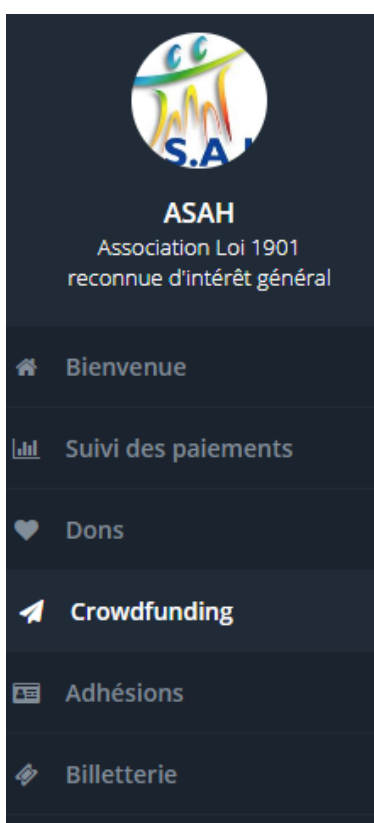 S.A
ASAH
Association Loi 1901
reconnue d'intérêt général
Bienvenue
Suivi des paiements
Dons
Crowdfunding
Adhésions
Billetterie